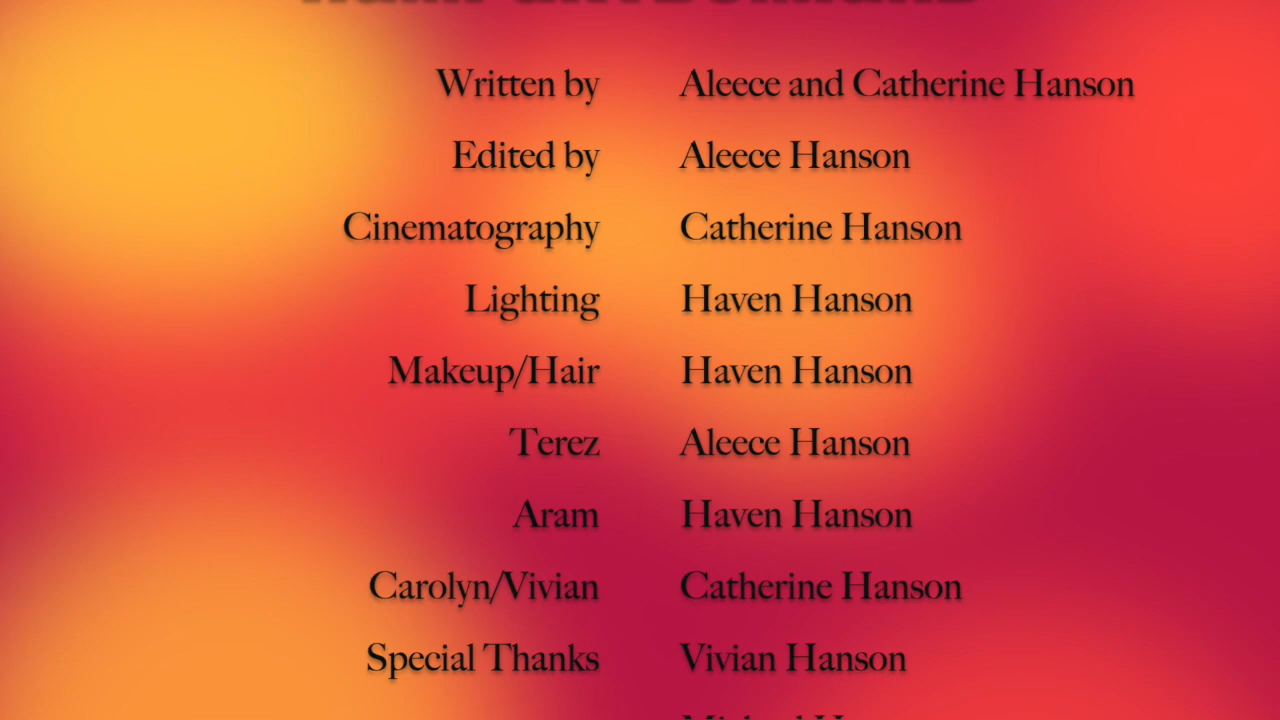 Written by Aleece and Catherine Hanson
Edited by Aleece Hanson
Cinematography Catherine Hanson
Lighting Haven Hanson
Makeup/Hair Haven Hanson
Terez Aleece Hanson
Aram Haven Hanson
Carolyn/Vivian Catherine Hanson
Special Thanks Vivian Hanson